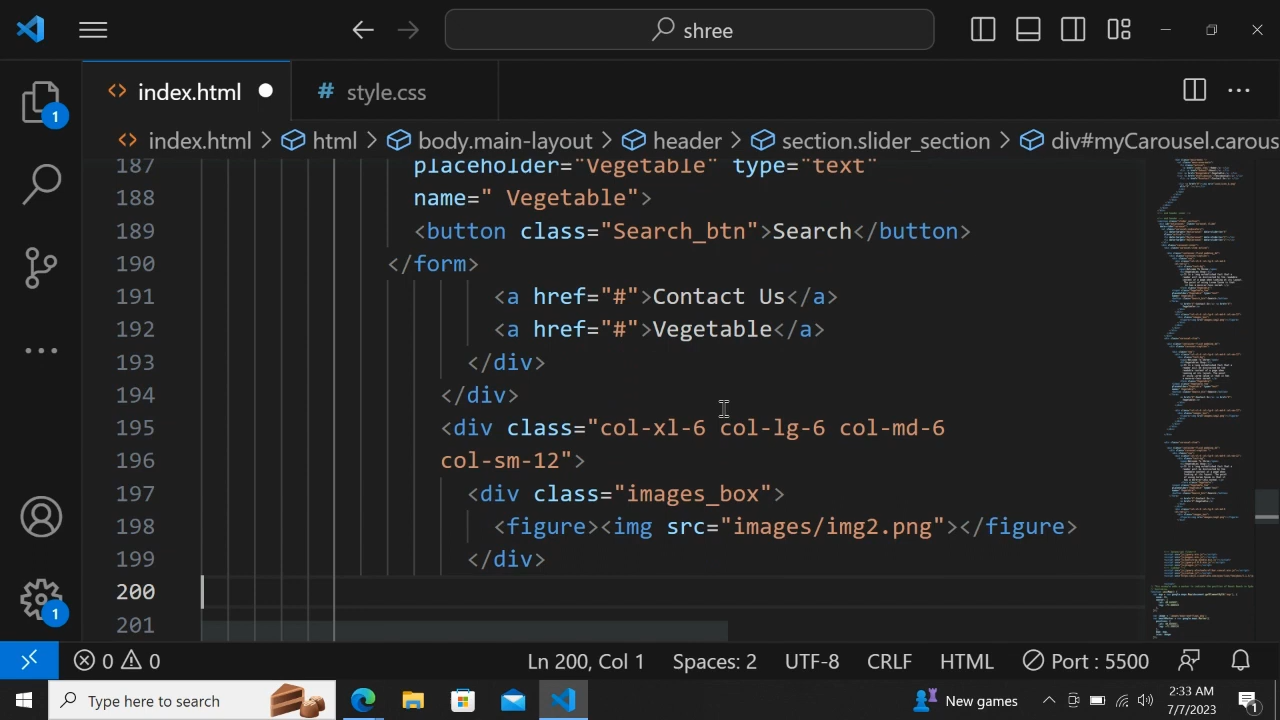 shree
index.html
# style.css
1
index.html > html > body.main-layout > header > section.slider_section > div#myCarousel.carous
187 placeholder="Vegetable" type="text"
188 name=" Vegetable">
189 <button class="Search_btn">Search</button>
190 </form>
191 <a href="#">Contact Us</a>
192 <a href="#">Vegetable</a>
193 </div>
194 </div>
195 <div class="col-xl-6 col-lg-6 col-md-6
196 col-sm-12">
197 <div class="images_box">
198 <figure><img src="images/img2.png"></figure>
199 </div>
200
201
1
0 0 Ln 200, Col 1 Spaces: 2 UTF-8 CRLF HTML Port : 5500
Type here to search New games 2:33 AM
7/7/2023 1